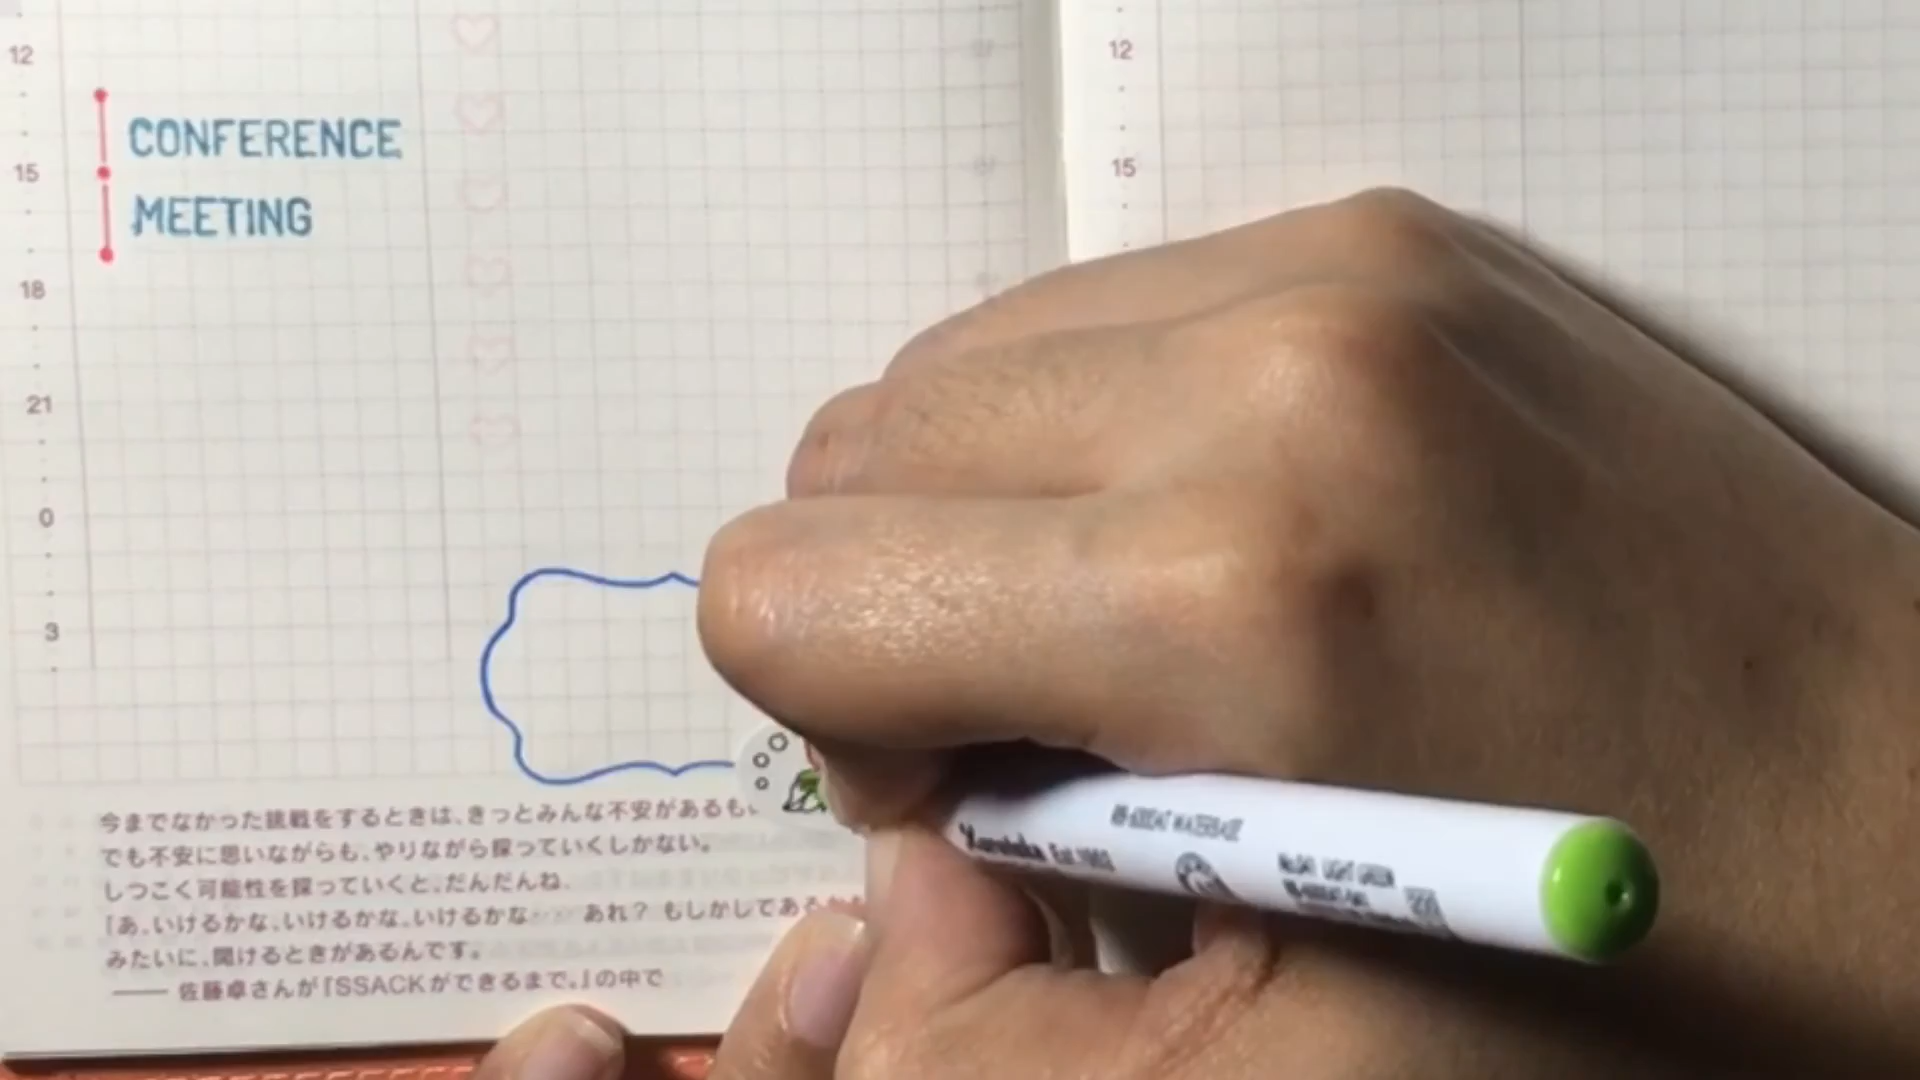 12
CONFERENCE
15
MEETING
18
21
0
3
今までなかった挑戦をするときは、きっとみんな不安があるも
でも不安に思いながらも、やりながら探っていくしかない。
しつこく可能性を探っていくと、だんだんね、
「あ、いけるかな、いけるかな、いけるかな‥‥あれ？ もしかしてある
みたいに、開けるときがあるんです。
―― 佐藤卓さんが『SSACKができるまで。』の中で
12
15
Karatake Est.1902
LIGHT GREEN